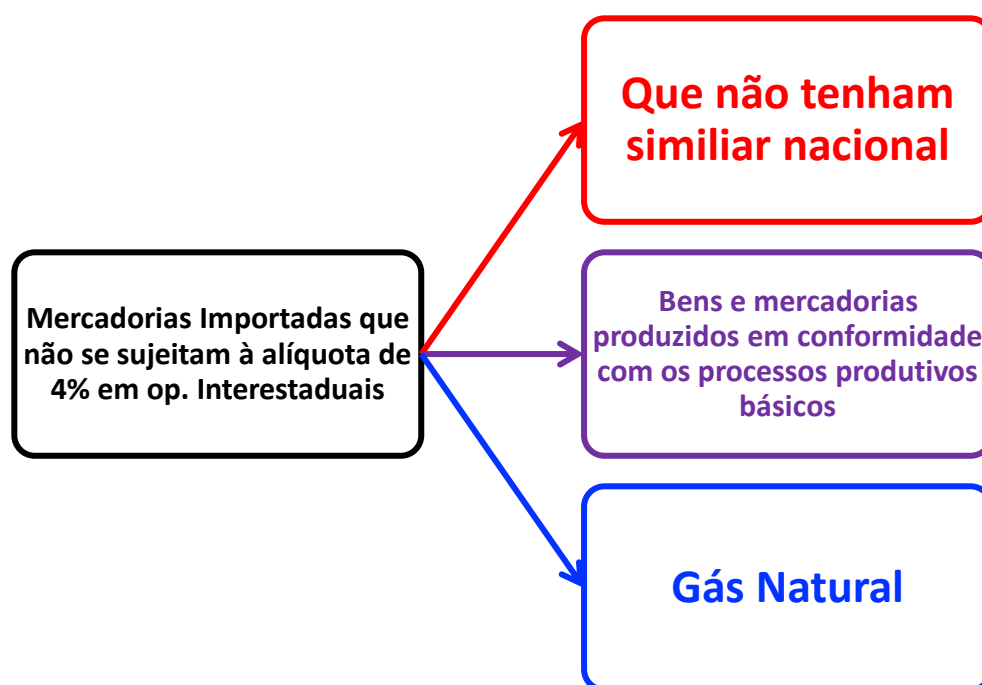 Que não tenham
similiar nacional
Mercadorias Importadas que
não se sujeitam à alíquota de
4% em op. Interestaduais
Bens e mercadorias
produzidos em conformidade
com os processos produtivos
básicos
Gás Natural